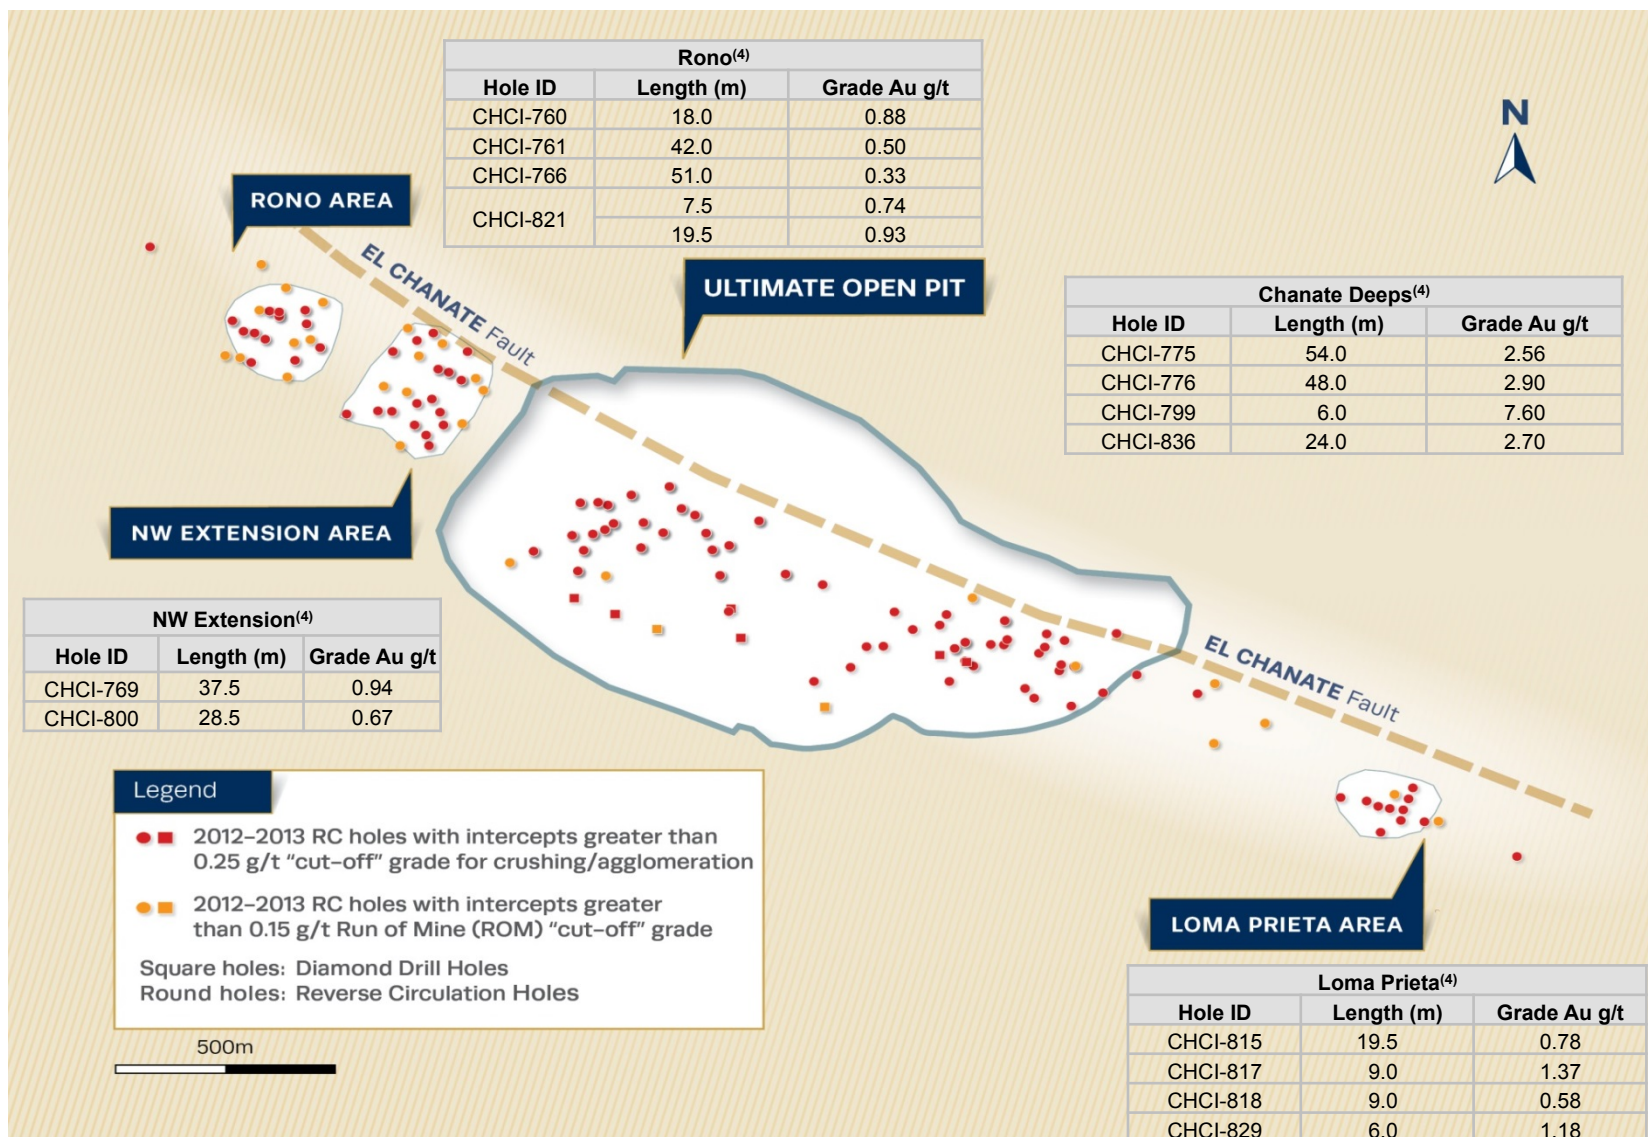 Rono(4)
Hole ID Length (m) Grade Au g/t
CHCI-760 18.0 0.88
CHCI-761 42.0 0.50
CHCI-766 51.0 0.33
CHCI-821 7.5 0.74
19.5 0.93
N
RONO AREA
EL CHANATE Fault
ULTIMATE OPEN PIT
Chanate Deeps(4)
Hole ID Length (m) Grade Au g/t
CHCI-775 54.0 2.56
CHCI-776 48.0 2.90
CHCI-799 6.0 7.60
CHCI-836 24.0 2.70
NW EXTENSION AREA
NW Extension(4)
Hole ID Length (m) Grade Au g/t
CHCI-769 37.5 0.94
CHCI-800 28.5 0.67
EL CHANATE Fault
Legend
2012–2013 RC holes with intercepts greater than
0.25 g/t “cut-off” grade for crushing/agglomeration
2012–2013 RC holes with intercepts greater
than 0.15 g/t Run of Mine (ROM) “cut-off” grade
Square holes: Diamond Drill Holes
Round holes: Reverse Circulation Holes
500m
LOMA PRIETA AREA
Loma Prieta(4)
Hole ID Length (m) Grade Au g/t
CHCI-815 19.5 0.78
CHCI-817 9.0 1.37
CHCI-818 9.0 0.58
CHCI-829 6.0 1.18